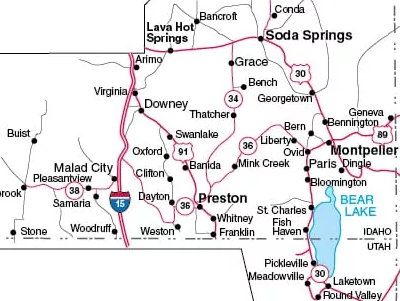 Bancroft
Conda
Lava Hot
Springs
Soda Springs
Arimo
Grace
30
Bench
Virginia
Georgetown
Downey
34
Thatcher
Geneva
Bennington
Bern
89
Buist
Swanlake
36
Liberty
Montpelier
Oxford
91
Ovid
Malad City
Banida
Mink Creek
Paris
Dingle
Pleasantview
Clifton
Bloomington
rook
38
Samaria
15
Dayton
36
Preston
BEAR
LAKE
St. Charles
Whitney
Fish
Haven
Stone
Woodruff
Weston
Franklin
IDAHO
UTAH
Pickleville
30
Meadowville
Laketown
Round Valley